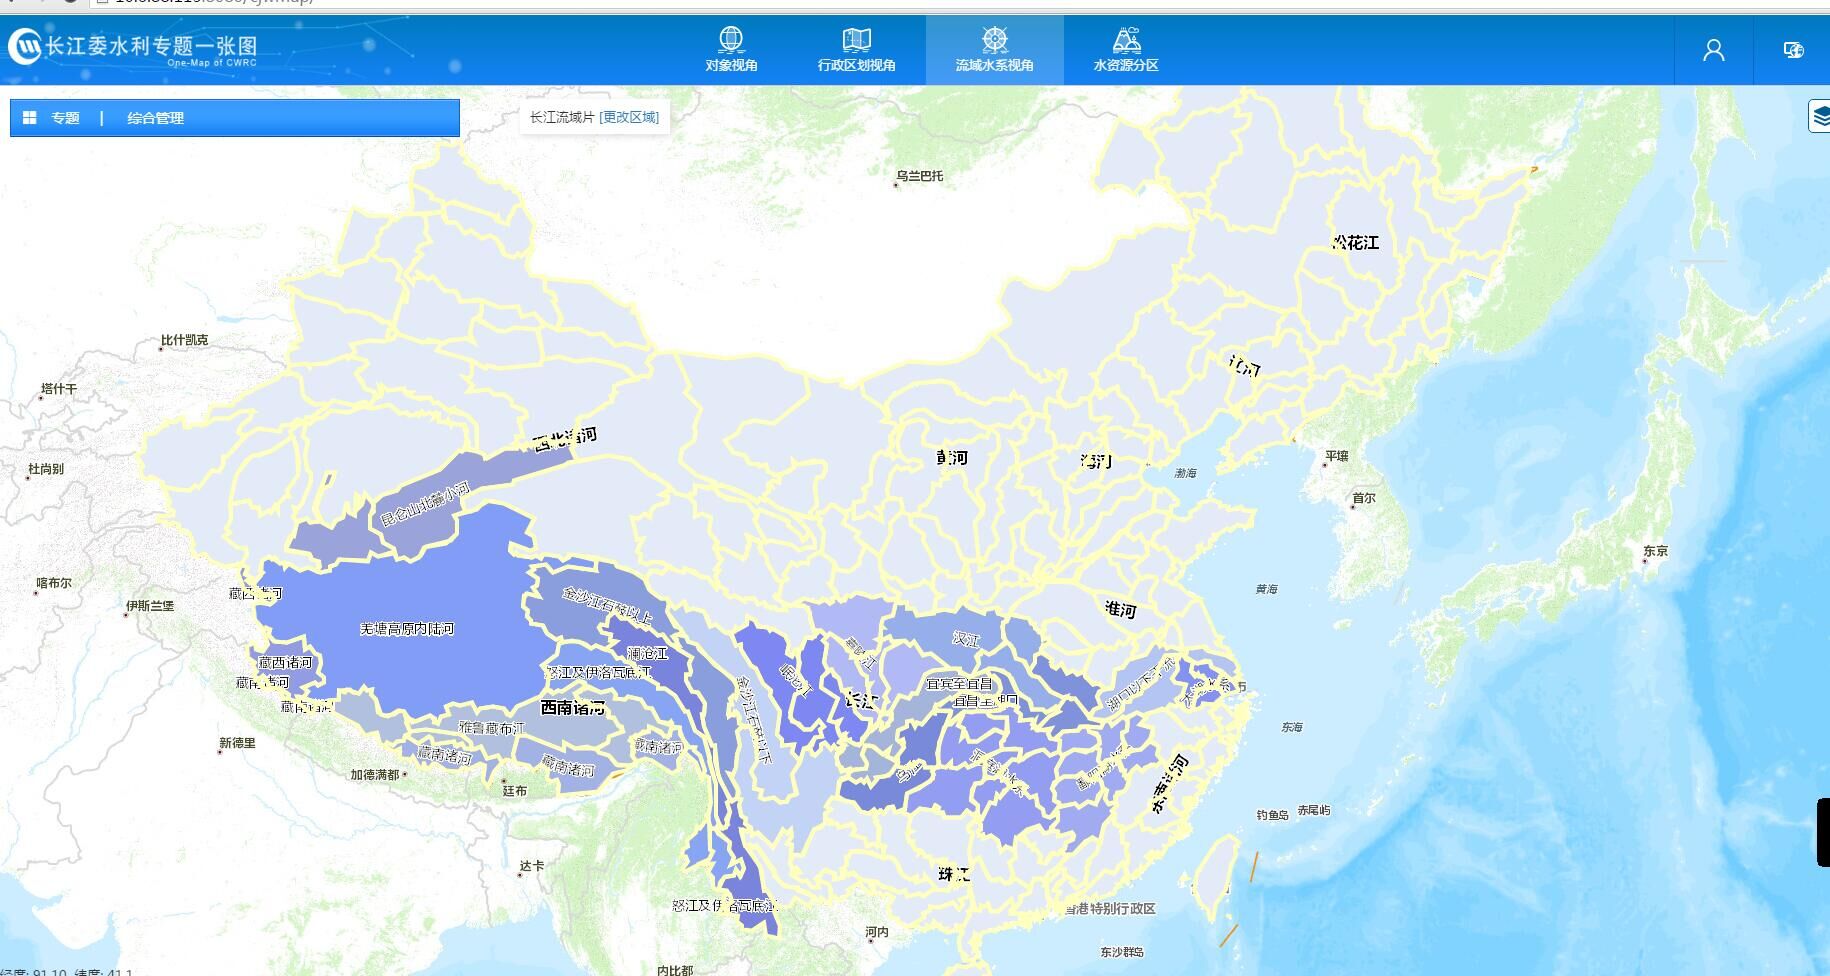 长江委水利专题一张图
One-Map of CWRC
对象视角
行政区划视角
流域水系视角
水资源分区
专题 | 综合管理
长江流域片 [更改区域]
乌兰巴托
松花江
比什凯克
辽河
塔什干
西北诸河
黄河
海河
平壤
杜尚别
渤海
昆仑山北麓小河
首尔
东京
喀布尔
黄海
藏西诸河
伊斯兰堡
金沙江石鼓以上
淮河
羌塘高原内陆河
汉江
澜沧江
嘉陵江
藏西诸河
怒江及伊洛瓦底江
岷沱江
宜宾至宜昌
藏南诸河
长江
宜昌至湖口
湖口以下干流
金沙江石鼓以下
藏南诸河
西南诸河
雅鲁藏布江
东海
新德里
藏南诸河
藏南诸河
藏南诸河
加德满都
乌江
廷布
钓鱼岛
赤尾屿
达卡
珠江
怒江及伊洛瓦底江
香港特别行政区
河内
东沙群岛
内比都
经度: 91.10 纬度: 41.1